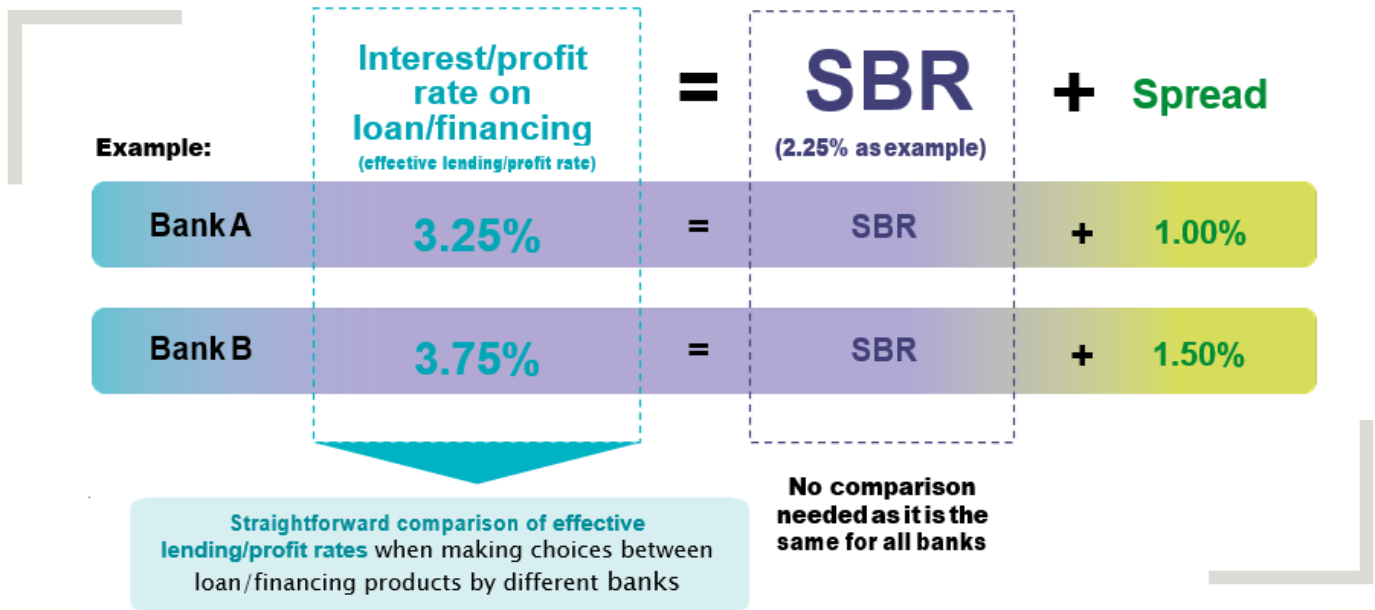 Interest/profit
rate on
loan/financing
(effective lending/profit rate)
=
SBR
(2.25% as example)
+
Spread
Example:
Bank A
3.25%
=
SBR
+
1.00%
Bank B
3.75%
=
SBR
+
1.50%
Straightforward comparison of effective
lending/profit rates when making choices between
loan/financing products by different banks
No comparison
needed as it is the
same for all banks